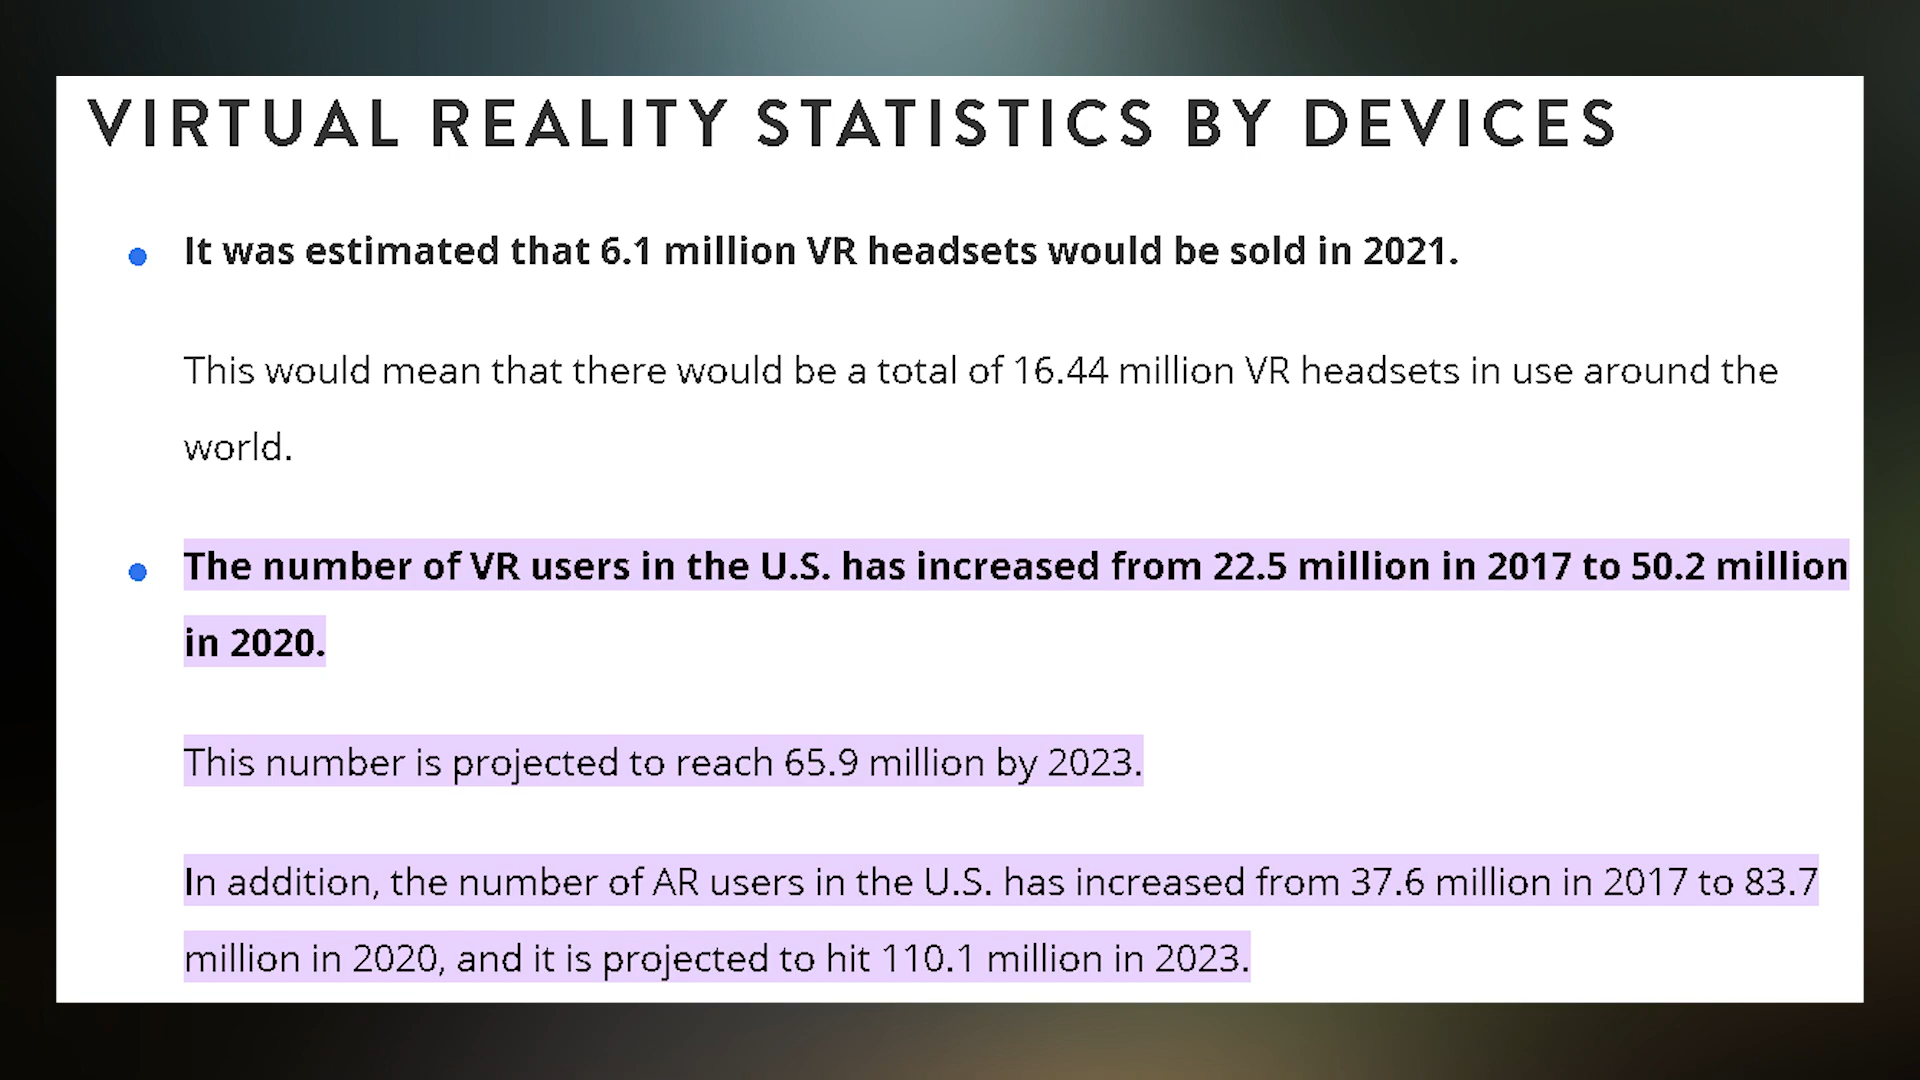 VIRTUAL REALITY STATISTICS BY DEVICES
It was estimated that 6.1 million VR headsets would be sold in 2021.
This would mean that there would be a total of 16.44 million VR headsets in use around the
world.
The number of VR users in the U.S. has increased from 22.5 million in 2017 to 50.2 million
in 2020.
This number is projected to reach 65.9 million by 2023.
In addition, the number of AR users in the U.S. has increased from 37.6 million in 2017 to 83.7
million in 2020, and it is projected to hit 110.1 million in 2023.